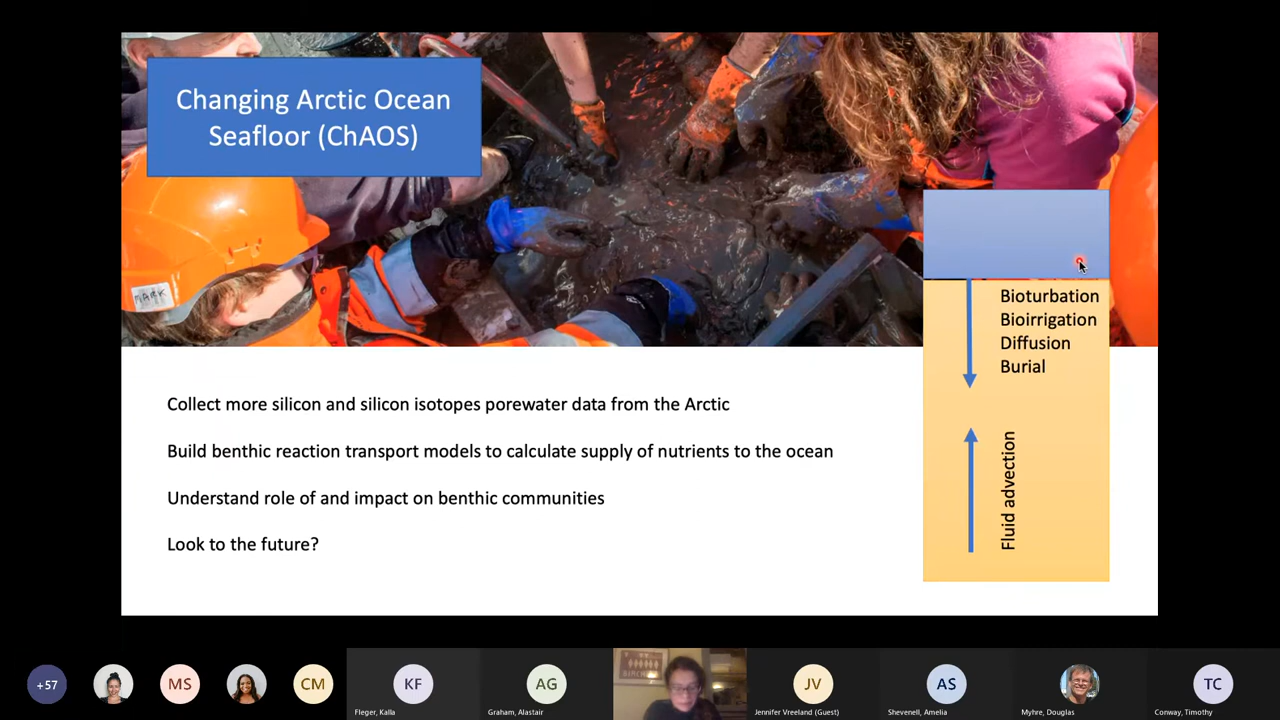 Changing Arctic Ocean
Seafloor (ChAOS)
MARK
Bioturbation
Bioirrigation
Diffusion
Burial
Fluid advection
Collect more silicon and silicon isotopes porewater data from the Arctic
Build benthic reaction transport models to calculate supply of nutrients to the ocean
Understand role of and impact on benthic communities
Look to the future?
+57
MS
CM
KF
Fleger, Kalla
AG
Graham, Alastair
JV
Jennifer Vreeland (Guest)
AS
Shevenell, Amelia
Myhre, Douglas
TC
Conway, Timothy